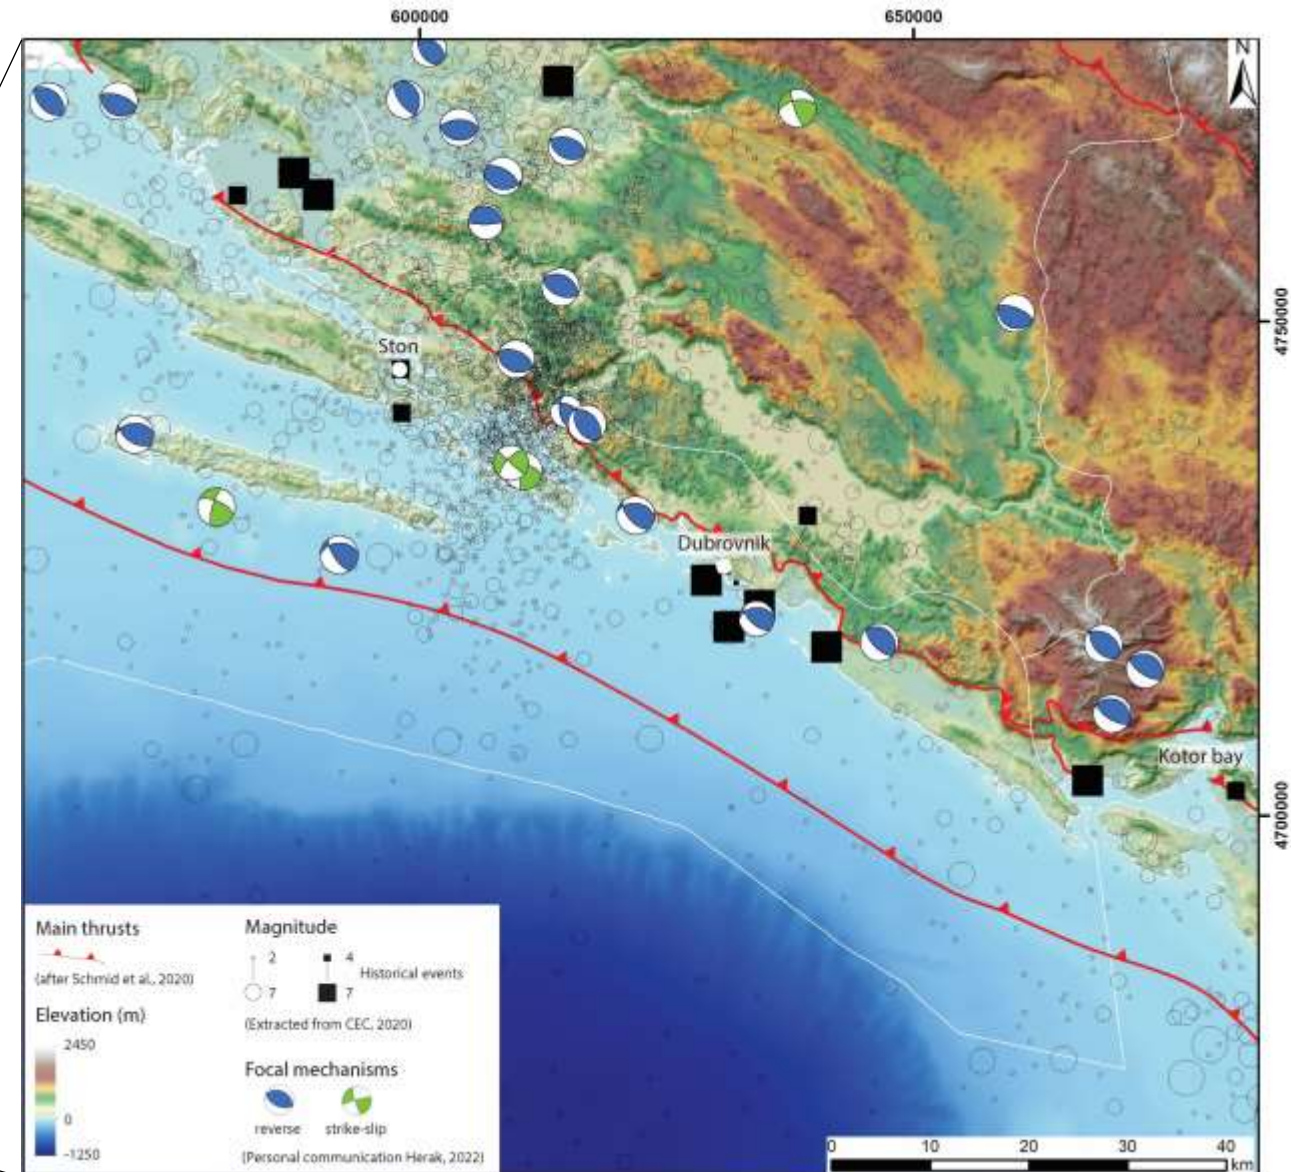 600000
650000
N
4750000
Ston
Dubrovnik
Kotor bay
4700000
Main thrusts
(after Schmid et al., 2020)
Elevation (m)
2450
0
-1250
Magnitude
2
4
Historical events
7
7
(Extracted from CEC, 2020)
Focal mechanisms
reverse
strike-slip
(Personal communication Herak, 2022)
0
10
20
30
40
km